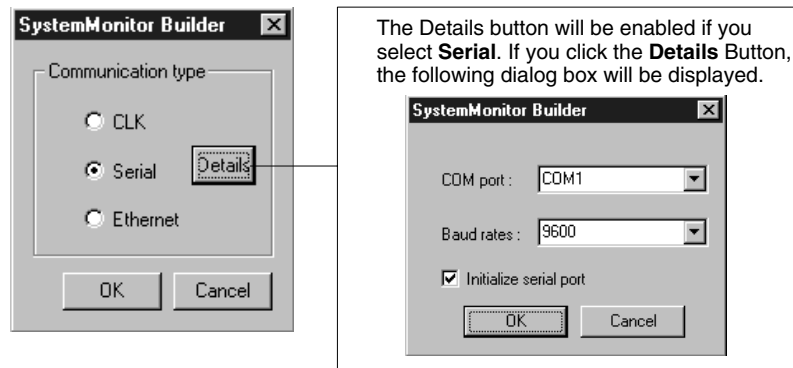 SystemMonitor Builder
Communication type
CLK
Serial
Details
Ethernet
OK Cancel
The Details button will be enabled if you
select Serial. If you click the Details Button,
the following dialog box will be displayed.
SystemMonitor Builder
COM port : COM1
Baud rates : 9600
Initialize serial port
OK Cancel